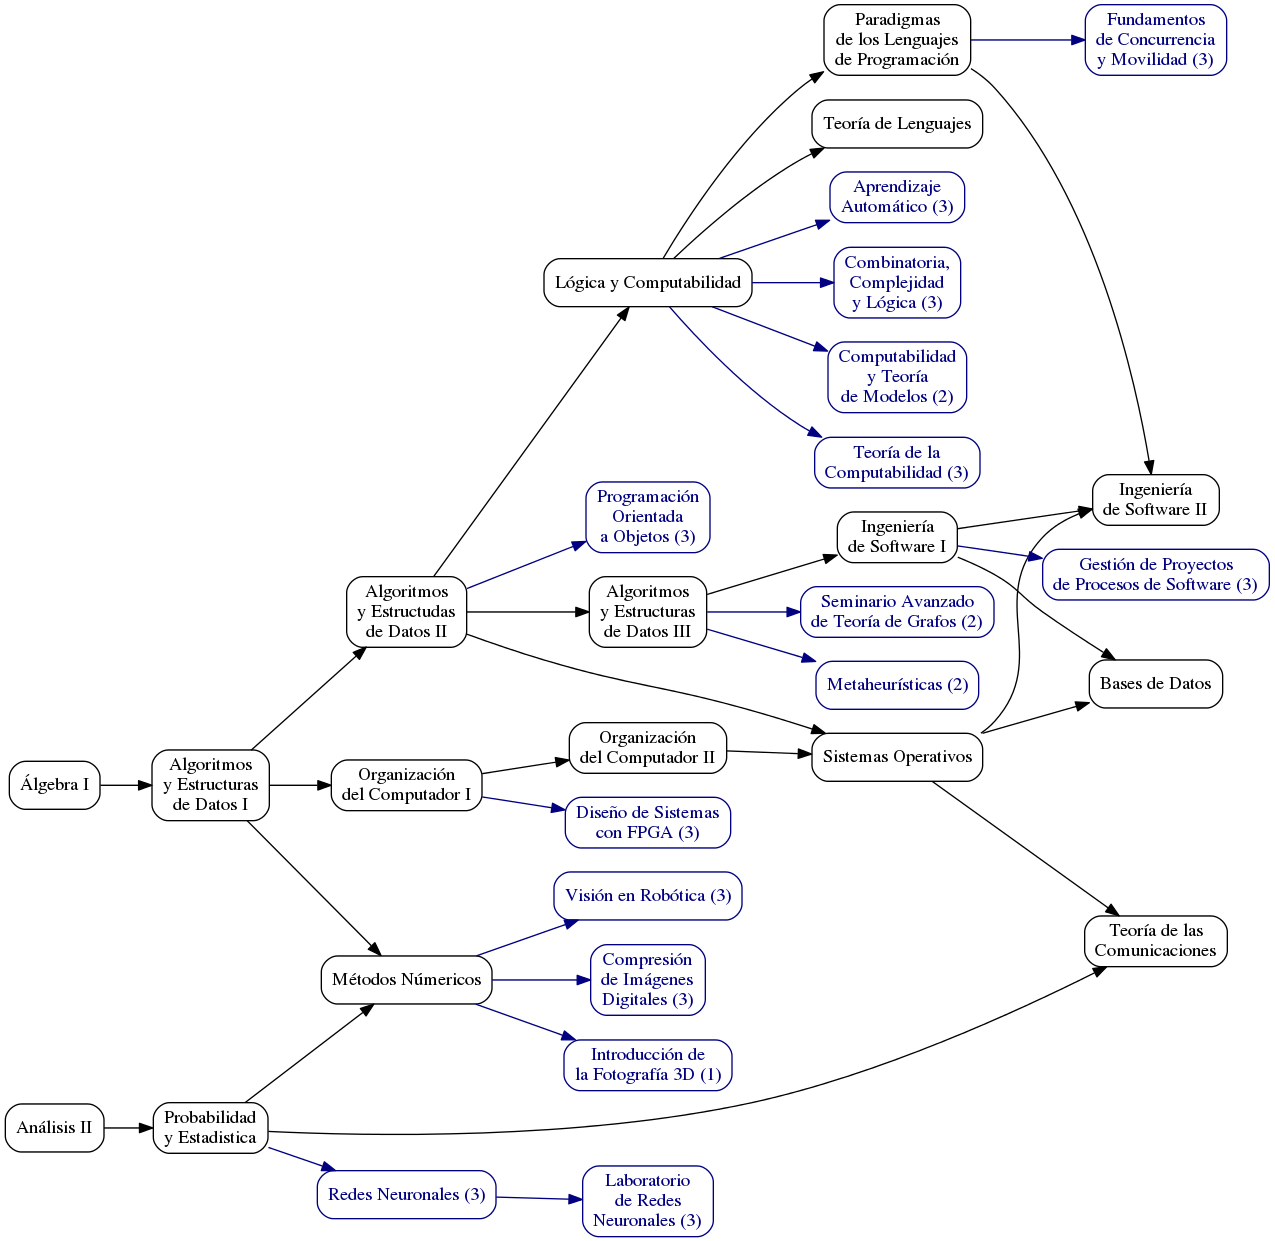 Paradigmas
de los Lenguajes
de Programación
Fundamentos
de Concurrencia
y Movilidad (3)
Teoría de Lenguajes
Aprendizaje
Automático (3)
Lógica y Computabilidad
Combinatoria,
Complejidad
y Lógica (3)
Computabilidad
y Teoría
de Modelos (2)
Teoría de la
Computabilidad (3)
Programación
Orientada
a Objetos (3)
Ingeniería
de Software II
Ingeniería
de Software I
Gestión de Proyectos
de Procesos de Software (3)
Algoritmos
y Estructudas
de Datos II
Algoritmos
y Estructuras
de Datos III
Seminario Avanzado
de Teoría de Grafos (2)
Metaheurísticas (2)
Bases de Datos
Organización
del Computador II
Sistemas Operativos
Álgebra I
Algoritmos
y Estructuras
de Datos I
Organización
del Computador I
Diseño de Sistemas
con FPGA (3)
Visión en Robótica (3)
Teoría de las
Comunicaciones
Métodos Númericos
Compresión
de Imágenes
Digitales (3)
Introducción de
la Fotografía 3D (1)
Análisis II
Probabilidad
y Estadistica
Redes Neuronales (3)
Laboratorio
de Redes
Neuronales (3)